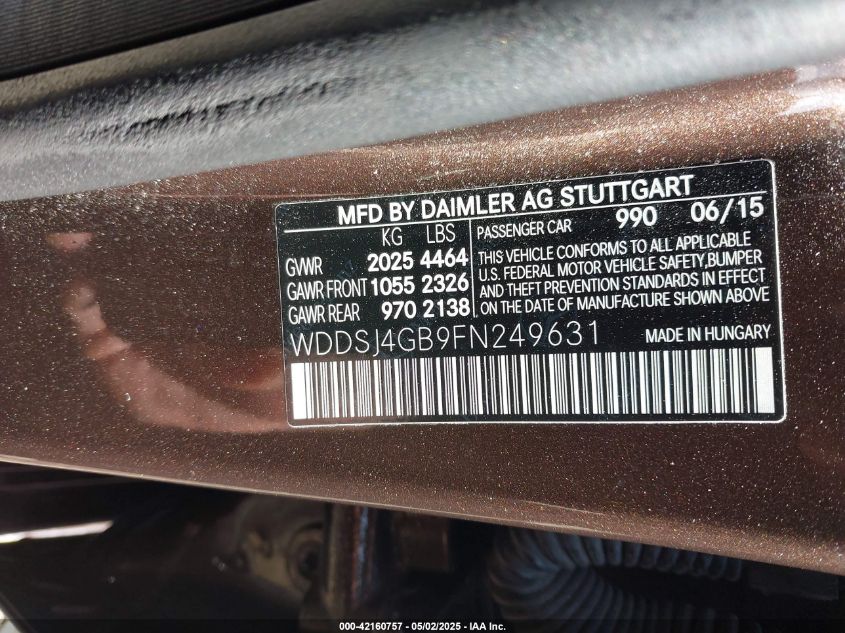 MFD BY DAIMLER AG STUTTGART
KG LBS
GVWR 2025 4464
GAWR FRONT 1055 2326
GAWR REAR 970 2138
PASSENGER CAR 990 06/15
THIS VEHICLE CONFORMS TO ALL APPLICABLE
U.S. FEDERAL MOTOR VEHICLE SAFETY,BUMPER
AND THEFT PREVENTION STANDARDS IN EFFECT
ON THE DATE OF MANUFACTURE SHOWN ABOVE
WDDSJ4GB9FN249631 MADE IN HUNGARY
000-42160757 - 05/02/2025 - IAA Inc.